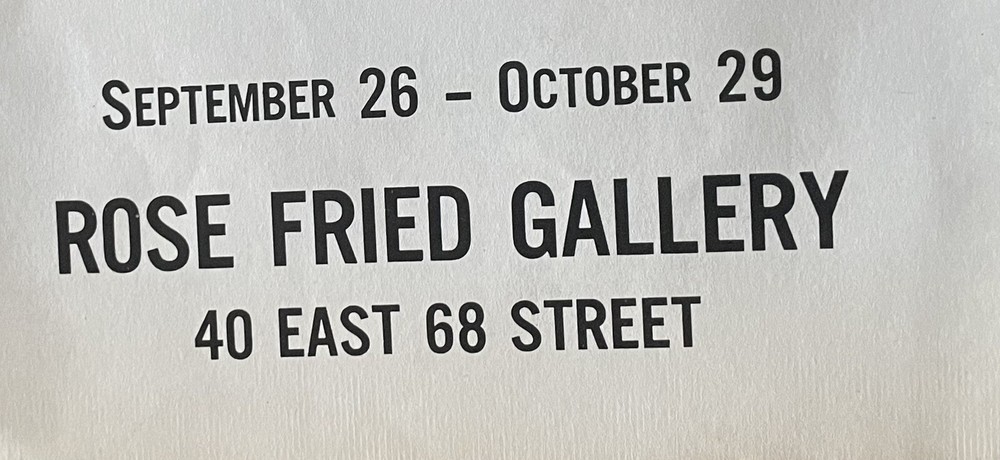 September 26 – October 29
ROSE FRIED GALLERY
40 EAST 68 STREET